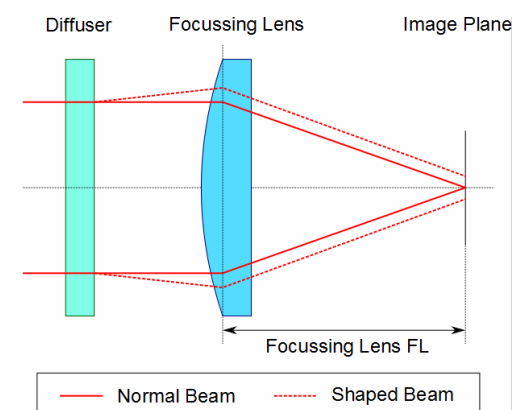 Diffuser Focussing Lens Image Plane
Focussing Lens FL
Normal Beam Shaped Beam